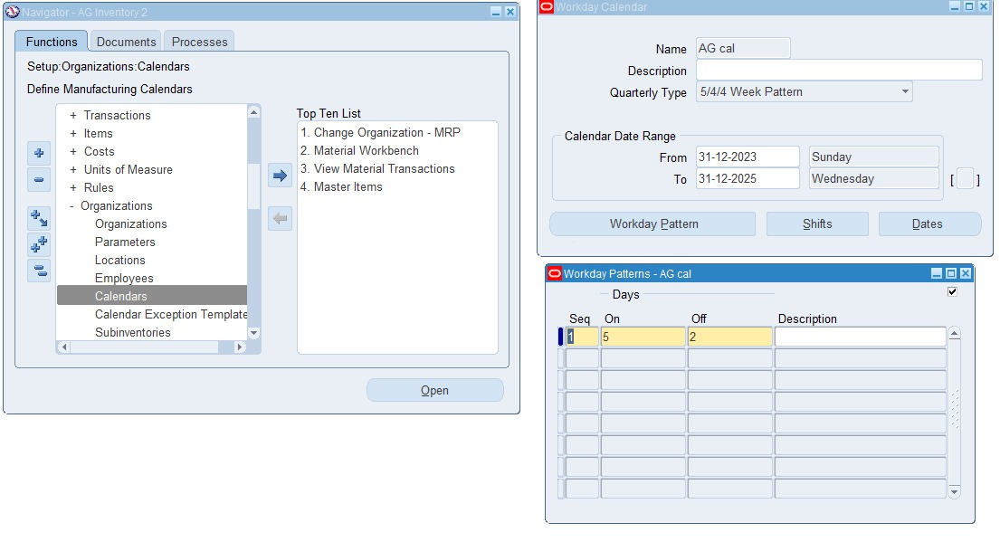 Navigator - AG Inventory 2
Functions
Documents
Processes
Setup:Organizations:Calendars
Define Manufacturing Calendars
+ Transactions
+ Items
+ Costs
+ Units of Measure
+ Rules
- Organizations
Organizations
Parameters
Locations
Employees
Calendars
Calendar Exception Template
Subinventories
Top Ten List
1. Change Organization - MRP
2. Material Workbench
3. View Material Transactions
4. Master Items
Open
Workday Calendar
Name AG cal
Description
Quarterly Type 5/4/4 Week Pattern
Calendar Date Range
From 31-12-2023 Sunday
To 31-12-2025 Wednesday
[ ]
Workday Pattern Shifts Dates
Workday Patterns - AG cal
Days
Seq On Off Description
1 5 2